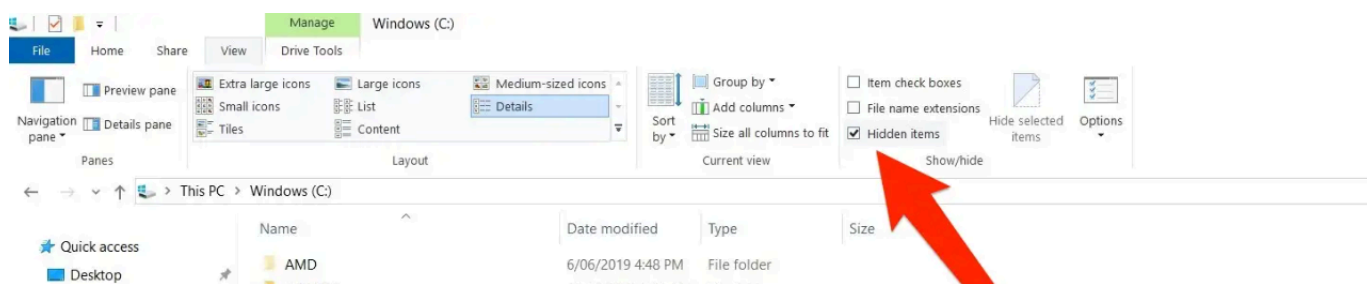 Manage Windows (C:)
File Home Share View Drive Tools
Preview pane
Details pane
Navigation pane
Panes
Extra large icons Large icons Medium-sized icons
Small icons List Details
Tiles Content
Layout
Sort by
Group by
Add columns
Size all columns to fit
Current view
Item check boxes
File name extensions
Hidden items
Hide selected items
Show/hide
Options
This PC > Windows (C:)
Name Date modified Type Size
Quick access
Desktop
AMD 6/06/2019 4:48 PM File folder